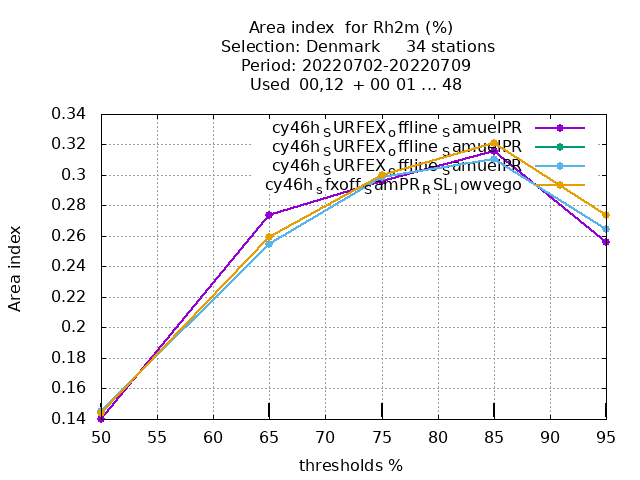 Area index for Rh2m (%)
Selection: Denmark 34 stations
Period: 20220702-20220709
Used 00,12 + 00 01 ... 48
0.34
0.32
0.3
0.28
0.26
0.24
0.22
0.2
0.18
0.16
0.14
Area index
cy46h_SURFEX_offline_SamuelPR
cy46h_SURFEX_offline_SamuelPR
cy46h_SURFEX_offline_SamuelPR
cy46h_sfxoff_SamPR_RSL_lowvego
50 55 60 65 70 75 80 85 90 95
thresholds %